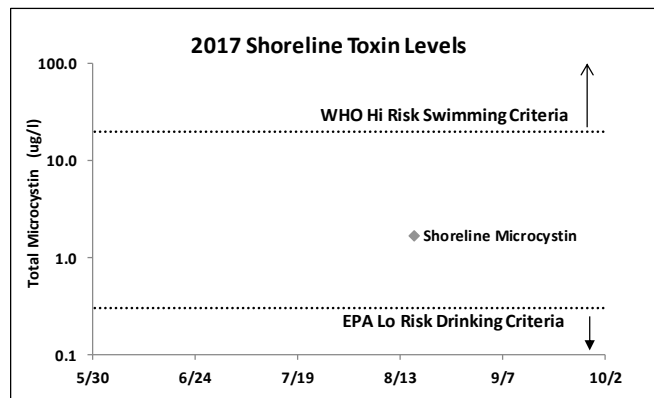 2017 Shoreline Toxin Levels
100.0
WHO Hi Risk Swimming Criteria
10.0
Total Microcystin (ug/l)
Shoreline Microcystin
1.0
EPA Lo Risk Drinking Criteria
0.1
5/30 6/24 7/19 8/13 9/7 10/2